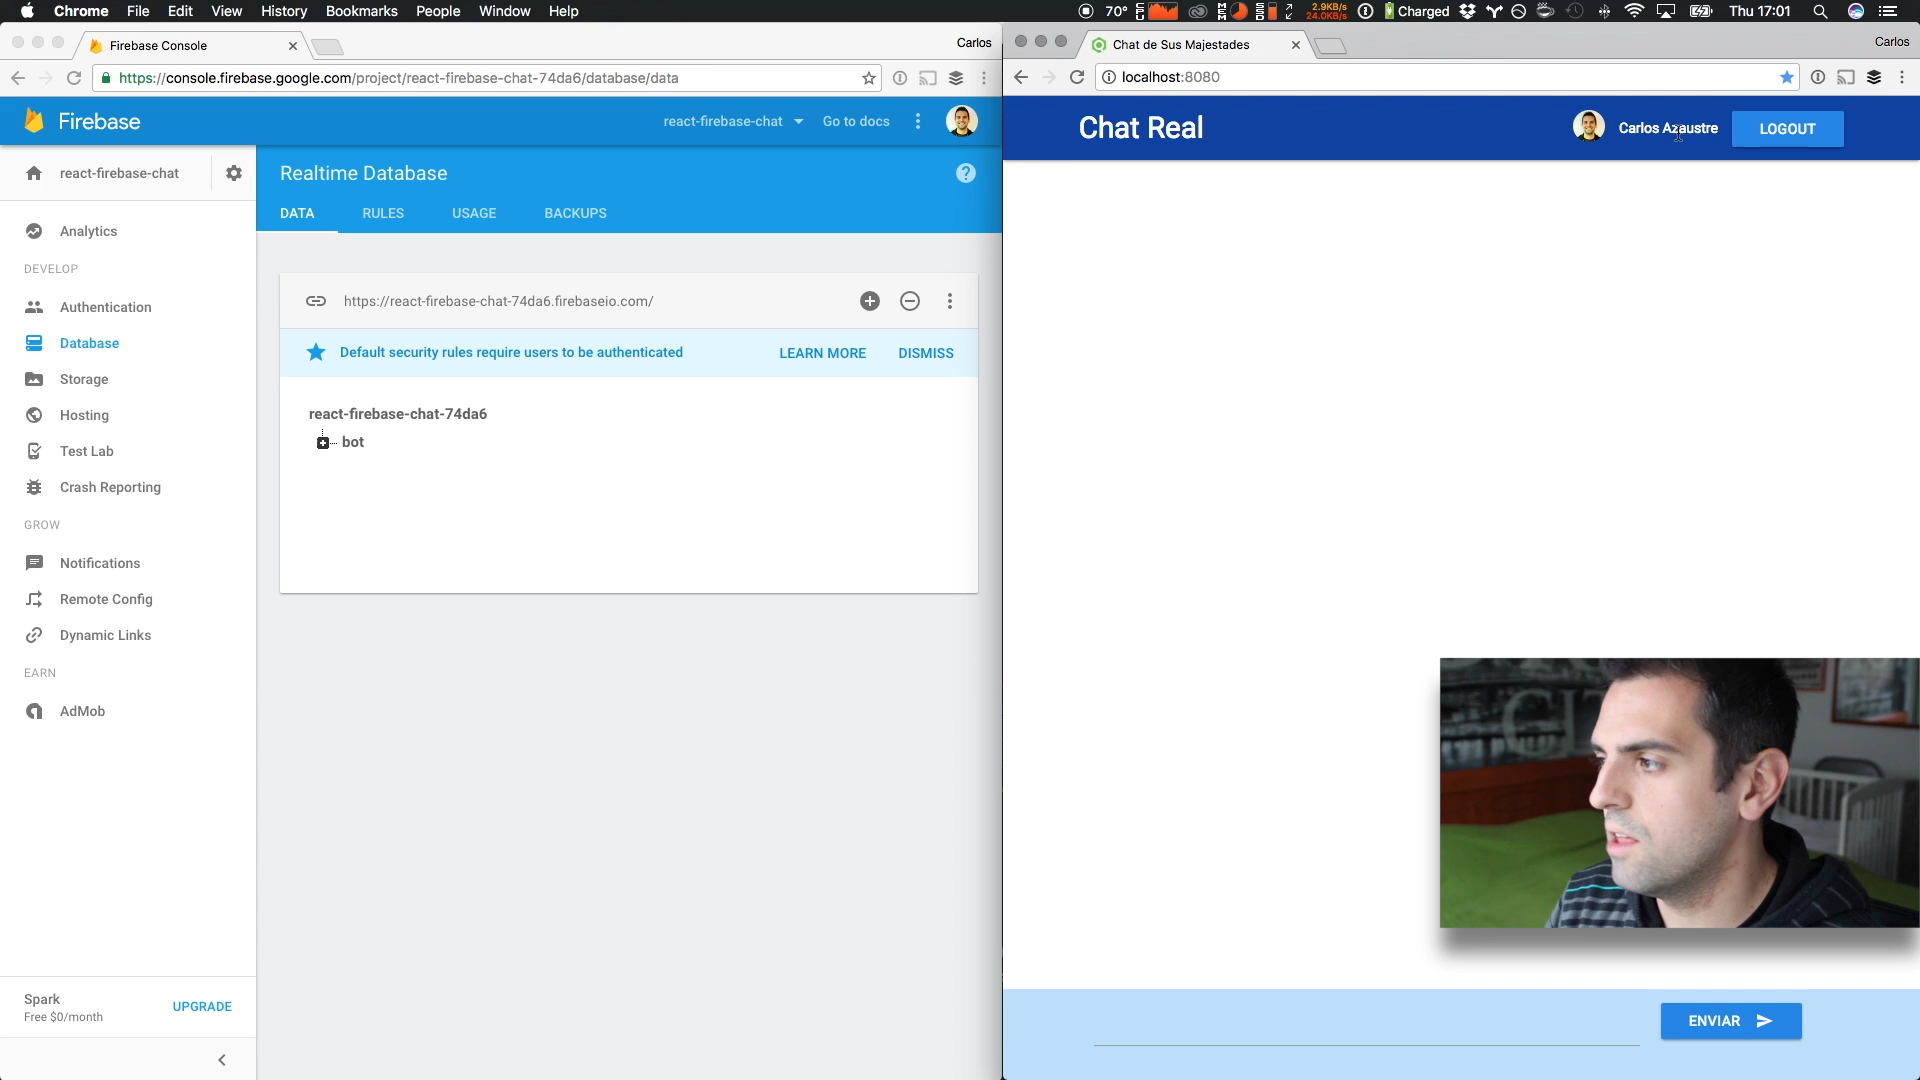 Chrome File Edit View History Bookmarks People Window Help
70° 2.9KB/s 24.0KB/s Charged Thu 17:01
Firebase Console
Carlos
https://console.firebase.google.com/project/react-firebase-chat-74da6/database/data
Firebase
react-firebase-chat
Go to docs
react-firebase-chat
Analytics
DEVELOP
Authentication
Database
Storage
Hosting
Test Lab
Crash Reporting
GROW
Notifications
Remote Config
Dynamic Links
EARN
AdMob
Spark
Free $0/month
UPGRADE
Realtime Database
DATA RULES USAGE BACKUPS
https://react-firebase-chat-74da6.firebaseio.com/
Default security rules require users to be authenticated
LEARN MORE DISMISS
react-firebase-chat-74da6
bot
Chat de Sus Majestades
Carlos
localhost:8080
Chat Real
Carlos Azaustre
LOGOUT
ENVIAR